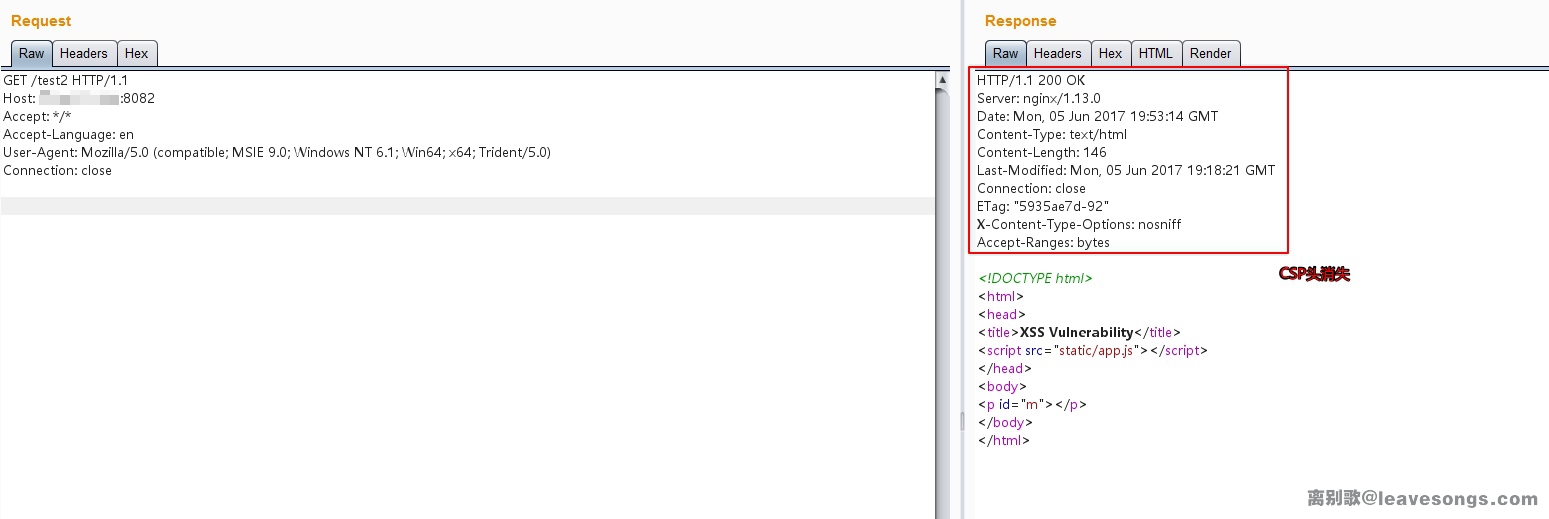 Request
Raw Headers Hex
GET /test2 HTTP/1.1
Host: :8082
Accept: */*
Accept-Language: en
User-Agent: Mozilla/5.0 (compatible; MSIE 9.0; Windows NT 6.1; Win64; x64; Trident/5.0)
Connection: close
Response
Raw Headers Hex HTML Render
HTTP/1.1 200 OK
Server: nginx/1.13.0
Date: Mon, 05 Jun 2017 19:53:14 GMT
Content-Type: text/html
Content-Length: 146
Last-Modified: Mon, 05 Jun 2017 19:18:21 GMT
Connection: close
ETag: "5935ae7d-92"
X-Content-Type-Options: nosniff
Accept-Ranges: bytes
CSP头消失
<!DOCTYPE html>
<html>
<head>
<title>XSS Vulnerability</title>
<script src="static/app.js"></script>
</head>
<body>
<p id="m"></p>
</body>
</html>
离别歌@leavesongs.com